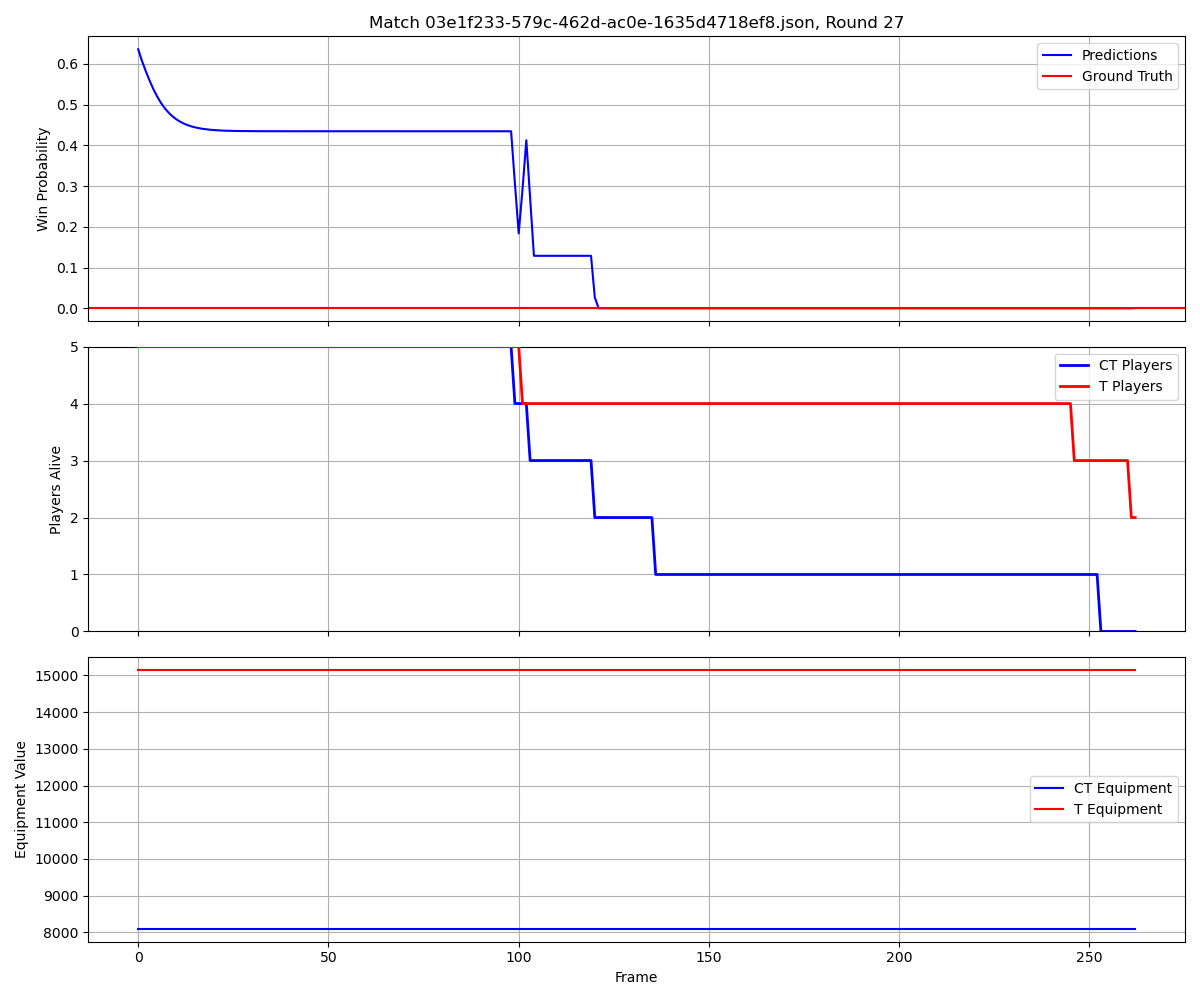 Match 03e1f233-579c-462d-ac0e-1635d4718ef8.json, Round 27
Win Probability
0.6
0.5
0.4
0.3
0.2
0.1
0.0
Predictions
Ground Truth
Players Alive
5
4
3
2
1
0
CT Players
T Players
Equipment Value
15000
14000
13000
12000
11000
10000
9000
8000
CT Equipment
T Equipment
0
50
100
150
200
250
Frame